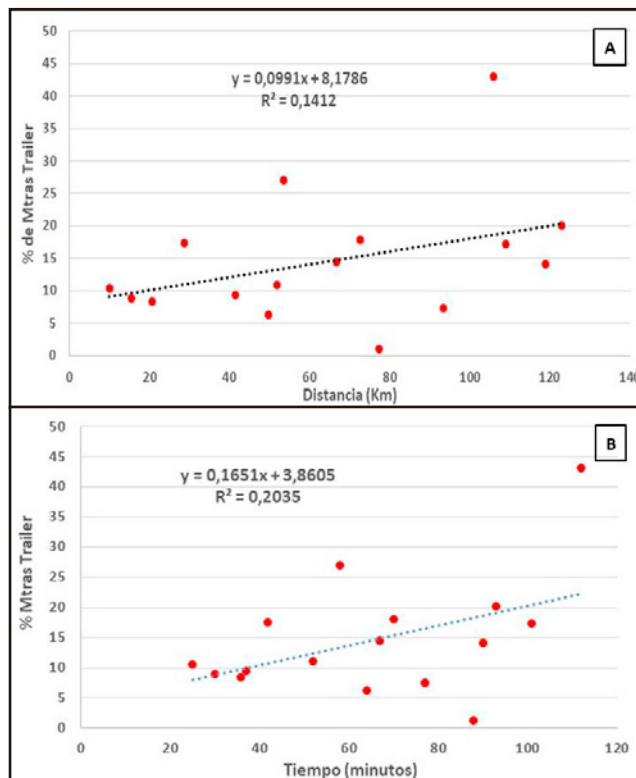 A
50
45
40
35
30
25
20
15
10
5
0
% de Mtras Trailer
y = 0,0991x + 8,1786
R² = 0,1412
0 20 40 60 80 100 120 140
Distancia (Km)
B
50
45
40
35
30
25
20
15
10
5
0
% Mtras Trailer
y = 0,1651x + 3,8605
R² = 0,2035
0 20 40 60 80 100 120
Tiempo (minutos)